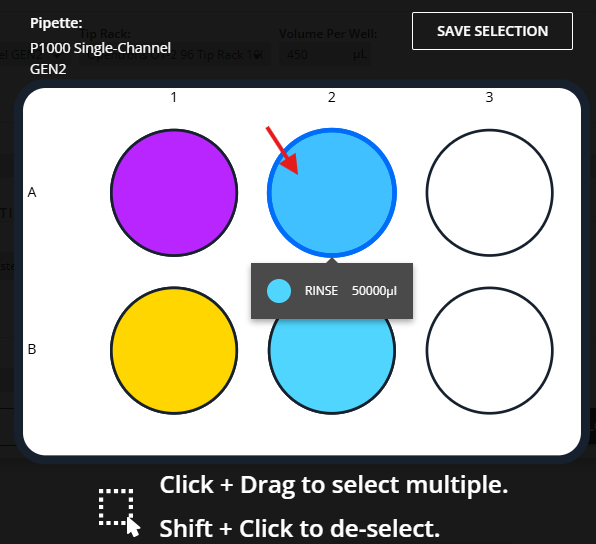 Pipette:
P1000 Single-Channel
GEN2
Tip Rack:
Volume Per Well:
450
µL
SAVE SELECTION
1
2
3
A
RINSE 50000µl
B
Click + Drag to select multiple.
Shift + Click to de-select.